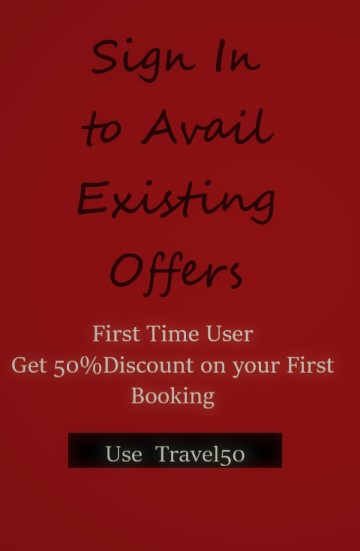 Sign In
to Avail
Existing
Offers
First Time User
Get 50%Discount on your First
Booking
Use Travel50